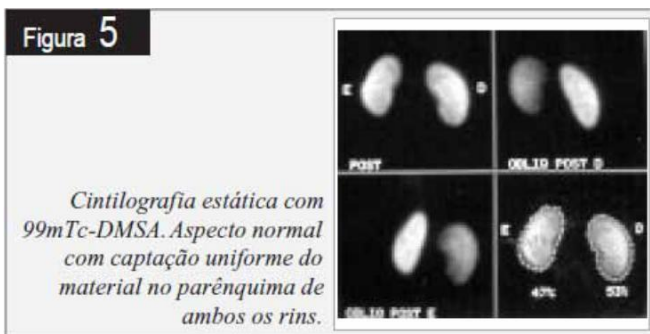 Figura 5
Cintilografia estática com
99mTc-DMSA. Aspecto normal
com captação uniforme do
material no parênquima de
ambos os rins.
E
D
POST
OBLIQ POST D
OBLIQ POST E
E
D
47%
53%